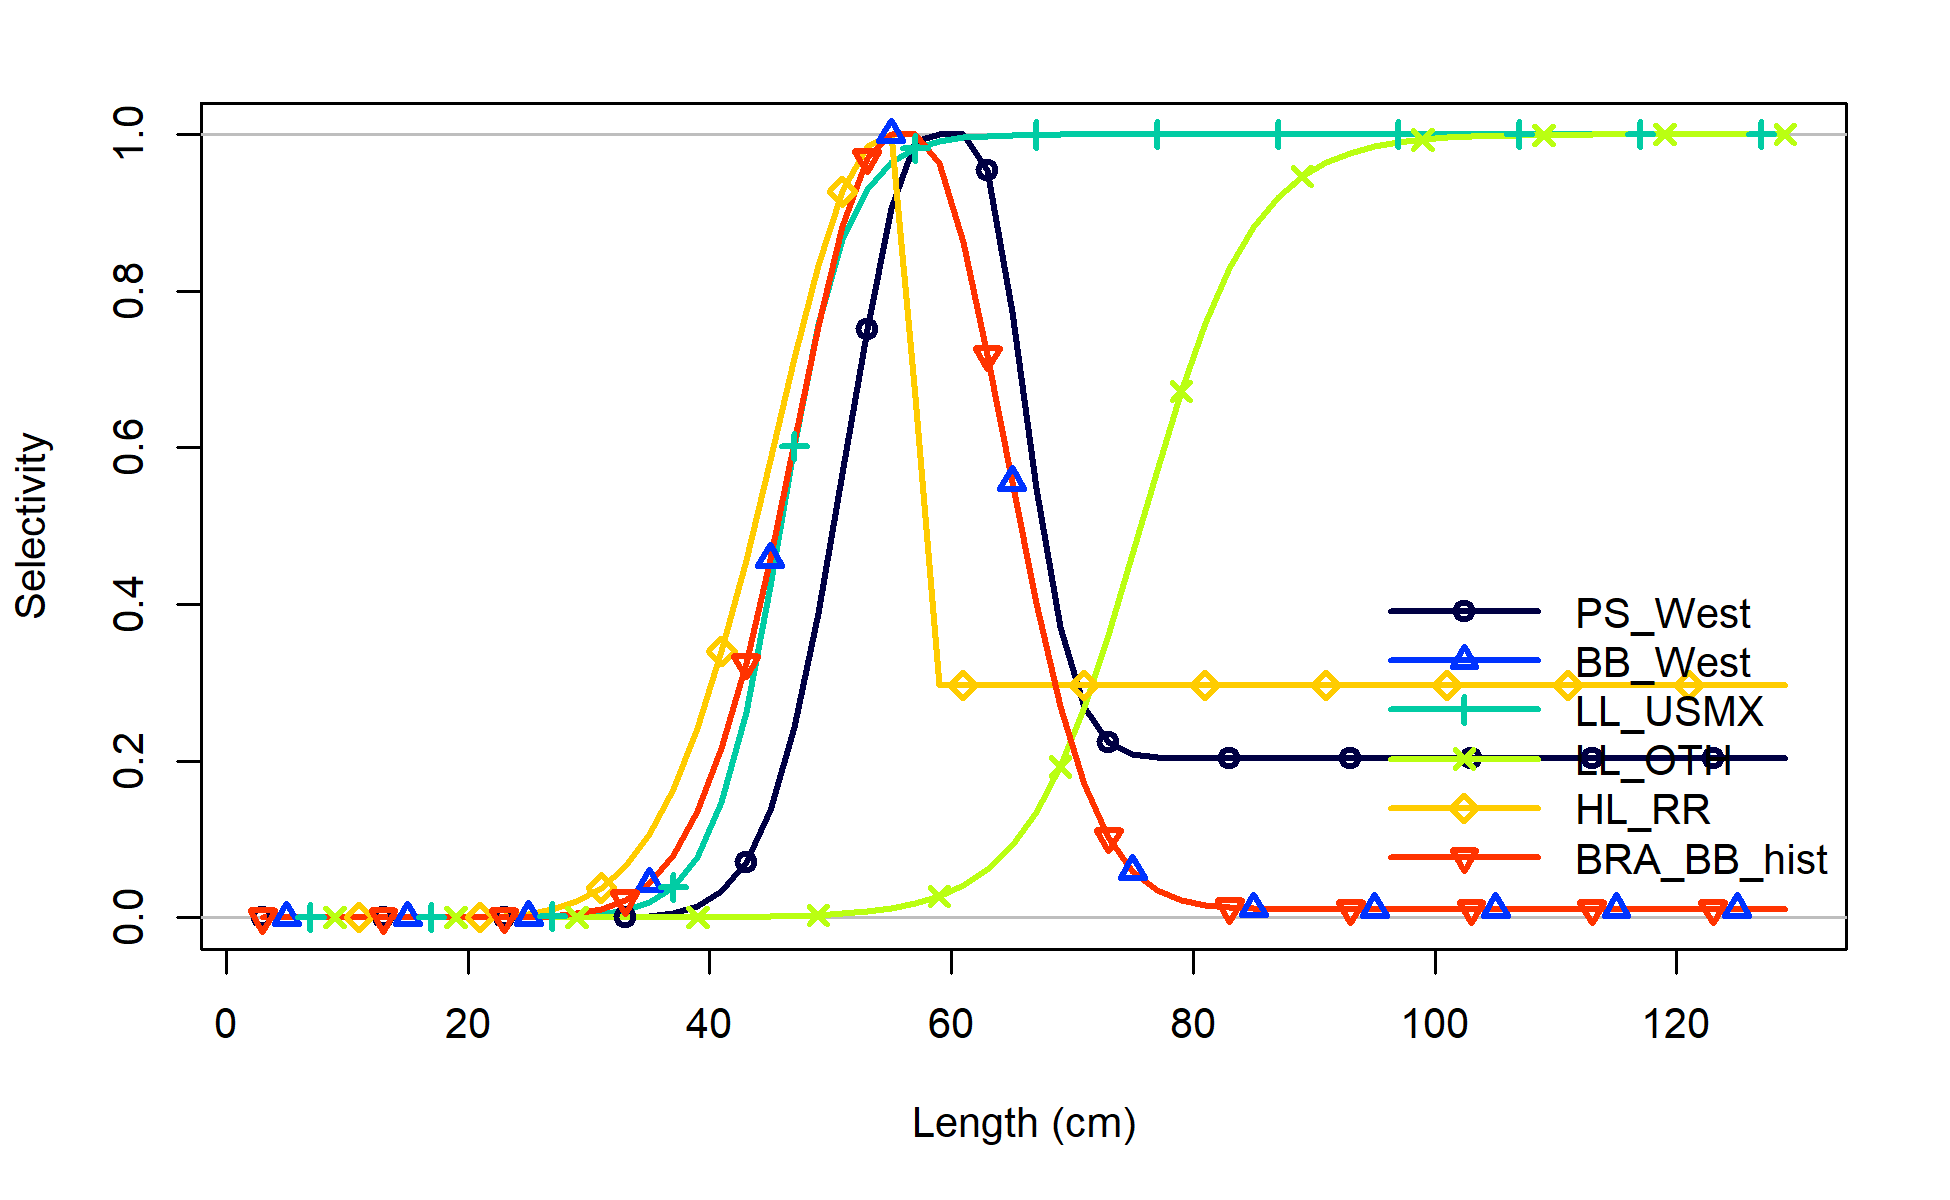 1.0
0.8
0.6
0.4
0.2
0.0
Selectivity
PS_West
BB_West
LL_USMX
LL_OTH
HL_RR
BRA_BB_hist
0 20 40 60 80 100 120
Length (cm)